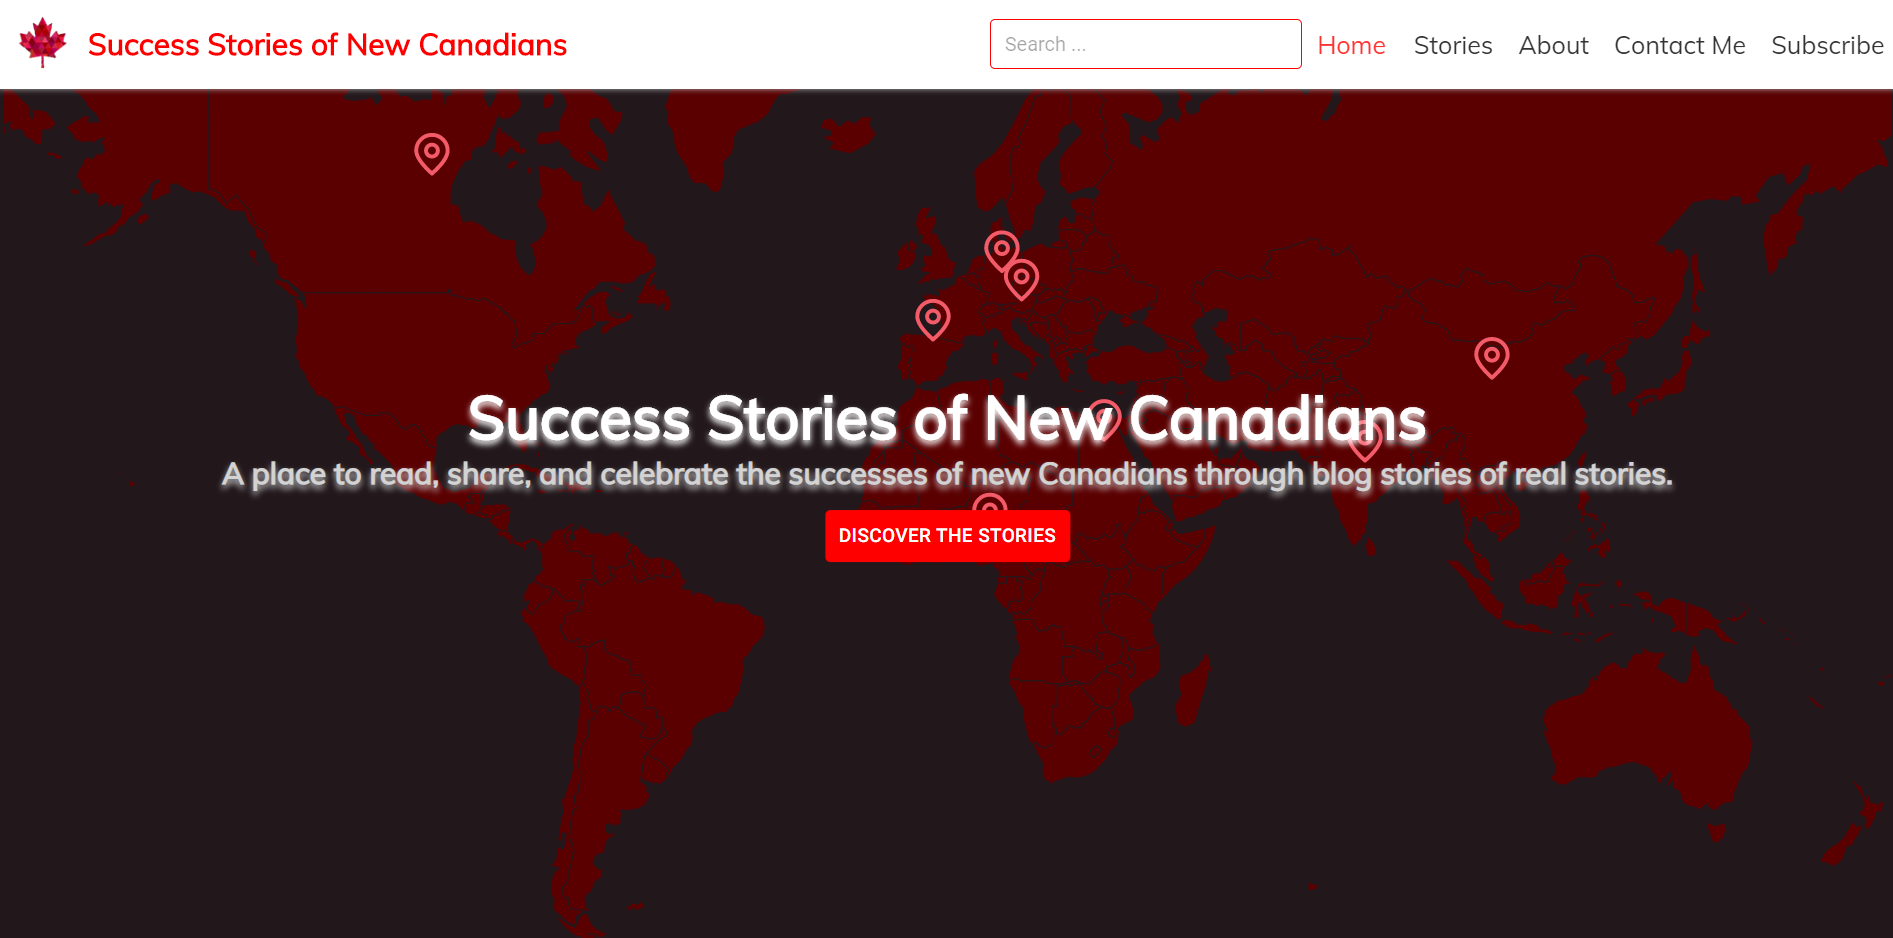 Success Stories of New Canadians
Search ...
Home Stories About Contact Me Subscribe
Success Stories of New Canadians
A place to read, share, and celebrate the successes of new Canadians through blog stories of real stories.
DISCOVER THE STORIES